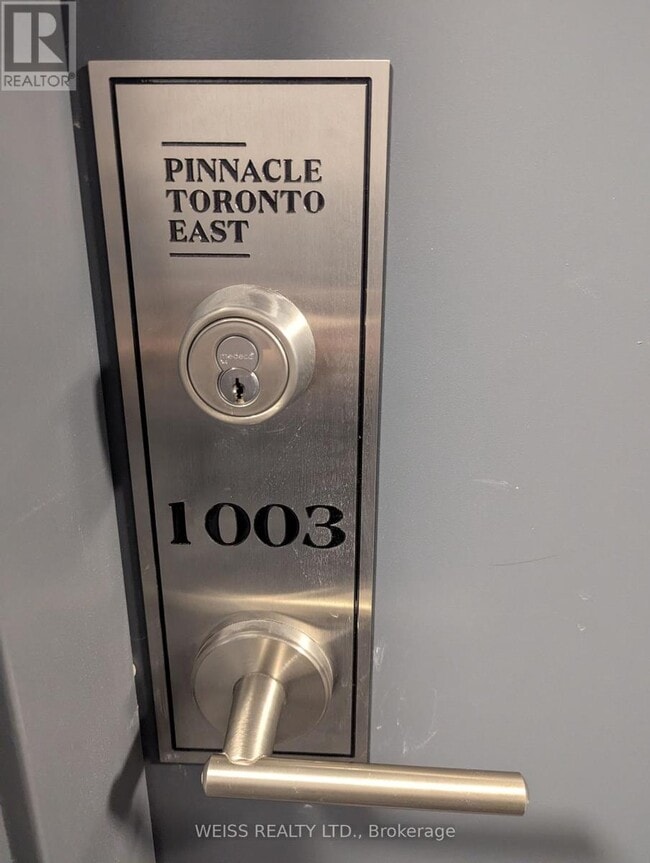 R
REALTOR®
PINNACLE
TORONTO
EAST
medeco
1003
WEISS REALTY LTD., Brokerage